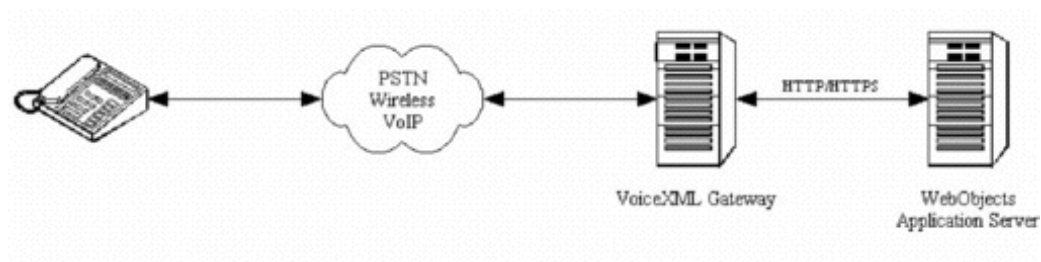 PSTN
Wireless
VoIP
HTTP/HTTPS
VoiceXML Gateway
WebObjects
Application Server